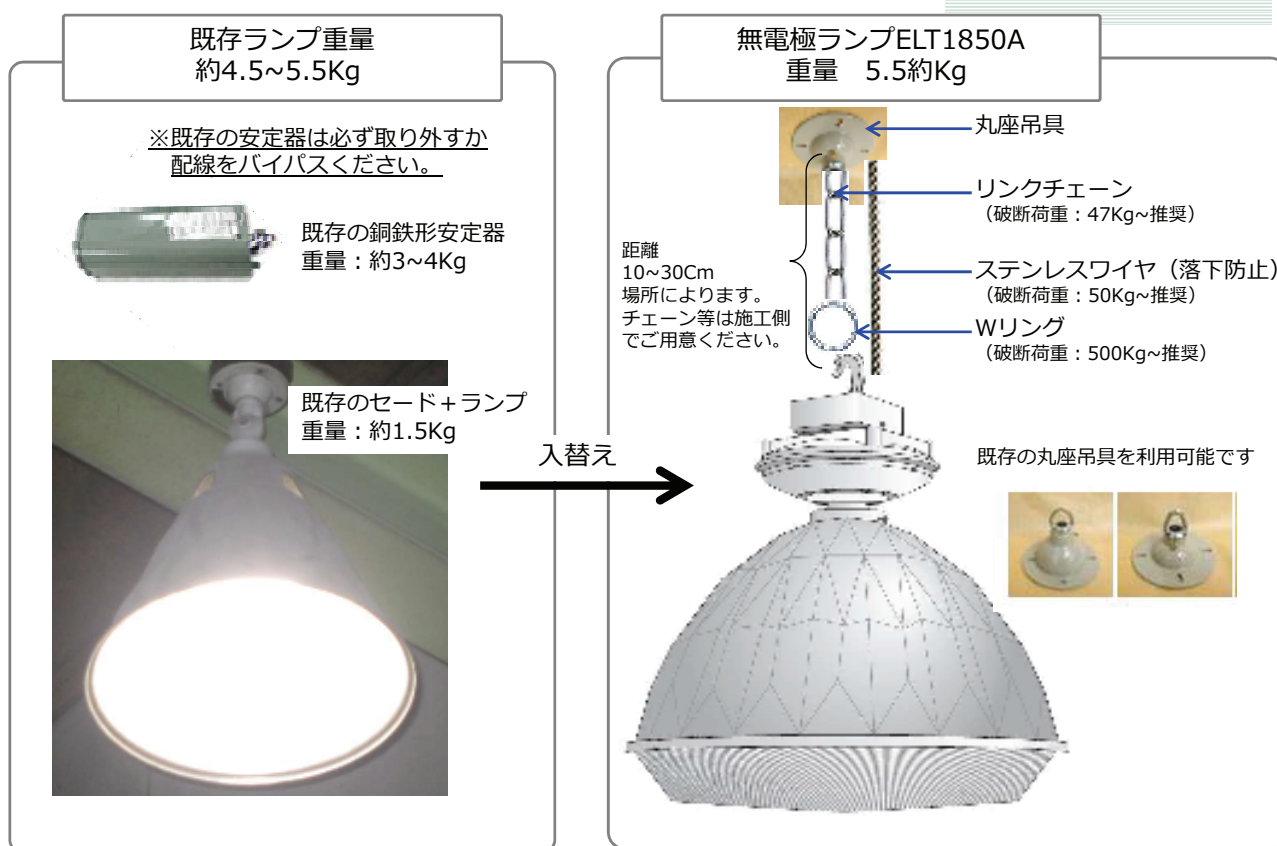 既存ランプ重量
約4.5~5.5Kg
※既存の安定器は必ず取り外すか
配線をバイパスください。
既存の銅鉄形安定器
重量：約3~4Kg
既存のセード＋ランプ
重量：約1.5Kg
入替え
無電極ランプELT1850A
重量　5.5約Kg
丸座吊具
リンクチェーン
（破断荷重：47Kg~推奨）
距離
10~30Cm
場所によります。
チェーン等は施工側
でご用意ください。
ステンレスワイヤ（落下防止）
（破断荷重：50Kg~推奨）
Wリング
（破断荷重：500Kg~推奨）
既存の丸座吊具を利用可能です